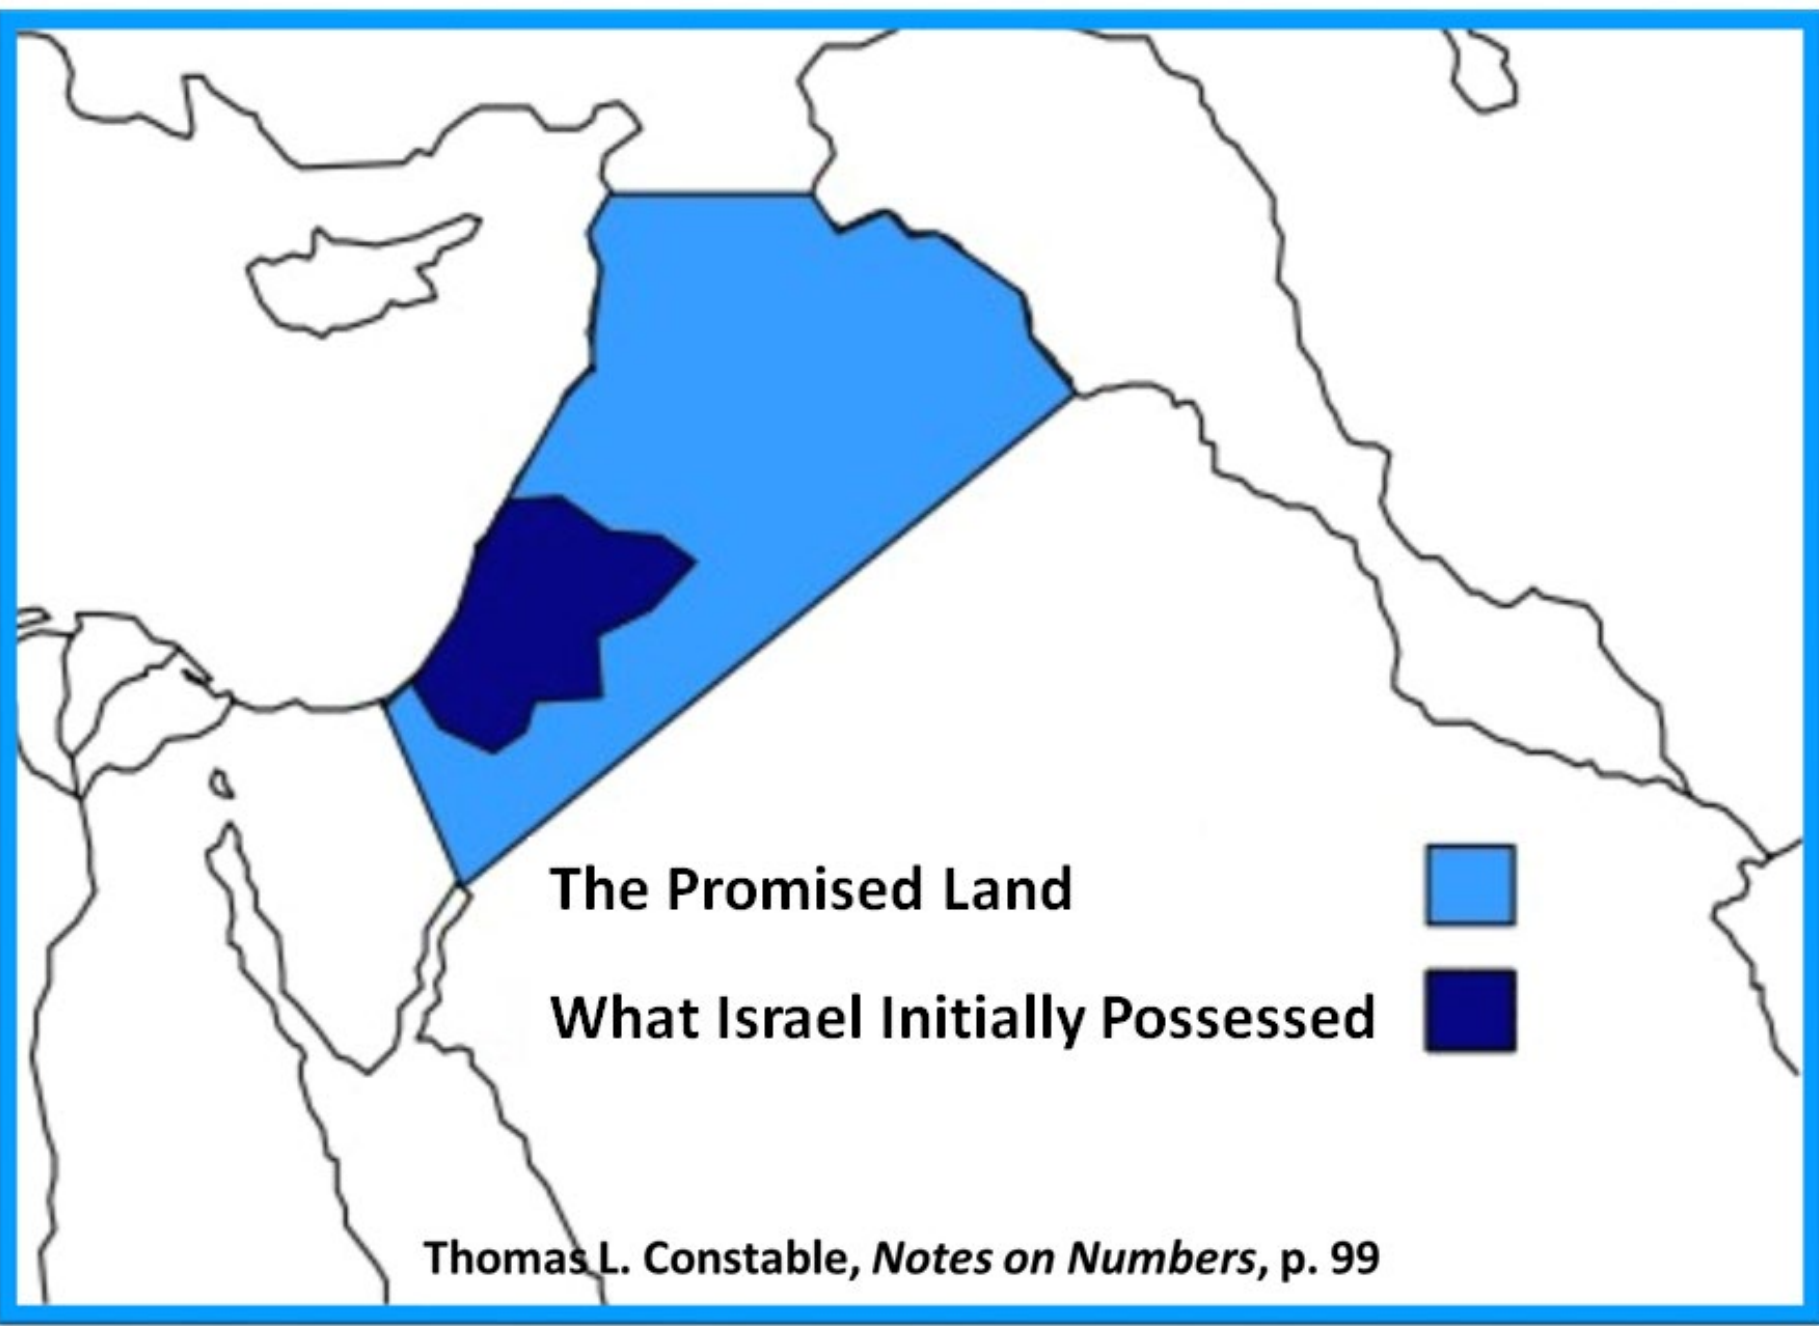 The Promised Land
What Israel Initially Possessed
Thomas L. Constable, Notes on Numbers, p. 99